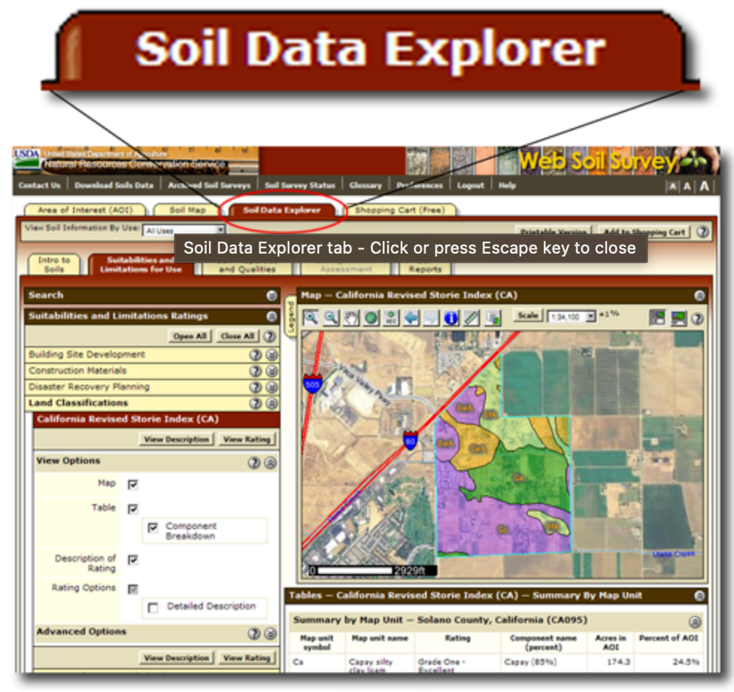 Soil Data Explorer
USDA United States Department of Agriculture
Natural Resources Conservation Service
Web Soil Survey
Contact Us | Download Soils Data | Archived Soil Surveys | Soil Survey Status | Glossary | Preferences | Logout | Help
A A A
Area of Interest (AOI)
Soil Map
Soil Data Explorer
Shopping Cart (Free)
View Soil Information By Use: All Uses
Printable Version
Add to Shopping Cart
Soil Data Explorer tab - Click or press Escape key to close
Intro to Soils
Suitabilities and Limitations for Use
and Qualities
Assessment
Reports
Search
Suitabilities and Limitations Ratings
Open All
Close All
Building Site Development
Construction Materials
Disaster Recovery Planning
Land Classifications
California Revised Storie Index (CA)
View Description
View Rating
View Options
Map
Table
Component Breakdown
Description of Rating
Rating Options
Detailed Description
Advanced Options
View Description
View Rating
Legend
Map — California Revised Storie Index (CA)
Scale
1:34,100
±1%
505
Vaca Valley Pkwy
80
0
2929ft
Tables — California Revised Storie Index (CA) — Summary By Map Unit
Summary by Map Unit — Solano County, California (CA095)
Map unit symbol
Map unit name
Rating
Component name (percent)
Acres in AOI
Percent of AOI
Ca
Capay silty clay loam
Grade One - Excellent
Capay (85%)
174.3
24.5%